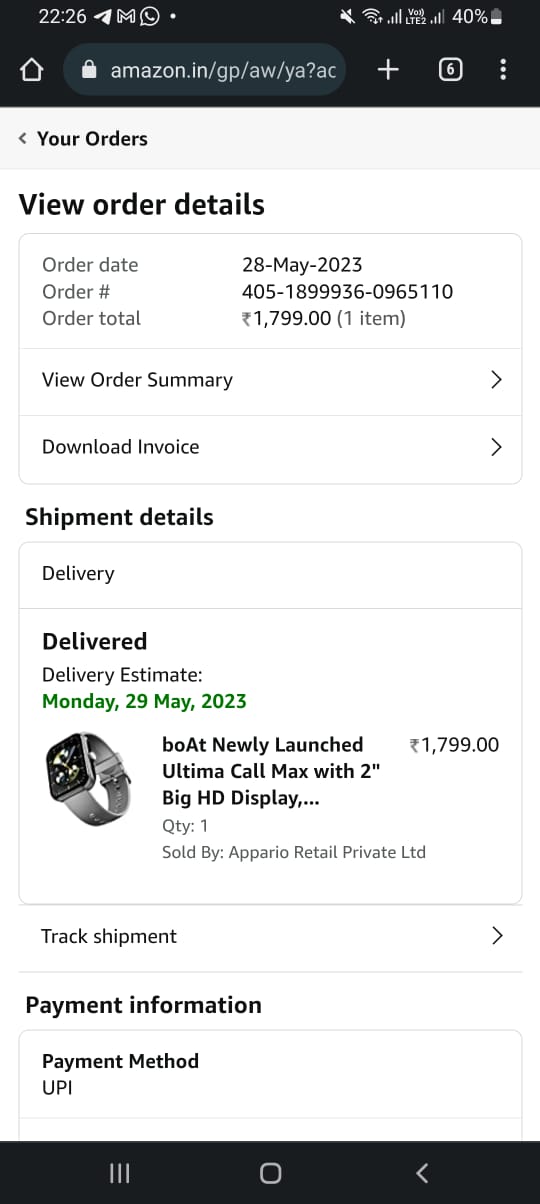 22:26
Vo))
LTE2
40%
amazon.in/gp/aw/ya?ac
6
Your Orders
View order details
Order date 28-May-2023
Order # 405-1899936-0965110
Order total ₹1,799.00 (1 item)
View Order Summary
Download Invoice
Shipment details
Delivery
Delivered
Delivery Estimate:
Monday, 29 May, 2023
boAt Newly Launched ₹1,799.00
Ultima Call Max with 2"
Big HD Display,...
Qty: 1
Sold By: Appario Retail Private Ltd
Track shipment
Payment information
Payment Method
UPI